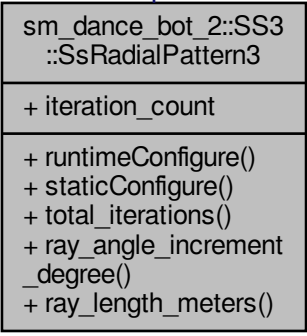 sm_dance_bot_2::SS3
::SsRadialPattern3
+ iteration_count
+ runtimeConfigure()
+ staticConfigure()
+ total_iterations()
+ ray_angle_increment
_degree()
+ ray_length_meters()